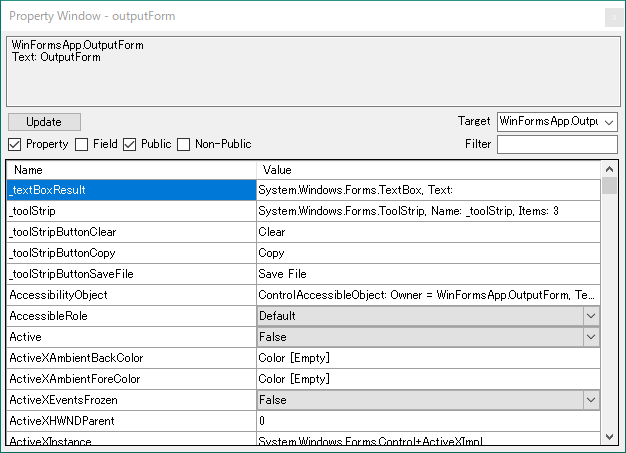 Property Window - outputForm
WinFormsApp.OutputForm
Text: OutputForm
Update
Target WinFormsApp.Outpu
Property Field Public Non-Public Filter
Name Value
_textBoxResult System.Windows.Forms.TextBox, Text:
_toolStrip System.Windows.Forms.ToolStrip, Name: _toolStrip, Items: 3
_toolStripButtonClear Clear
_toolStripButtonCopy Copy
_toolStripButtonSaveFile Save File
AccessibilityObject ControlAccessibleObject: Owner = WinFormsApp.OutputForm, Te...
AccessibleRole Default
Active False
ActiveXAmbientBackColor Color [Empty]
ActiveXAmbientForeColor Color [Empty]
ActiveXEventsFrozen False
ActiveXHWNDParent 0
ActiveXInstance System.Windows.Forms.Control+ActiveXImpl